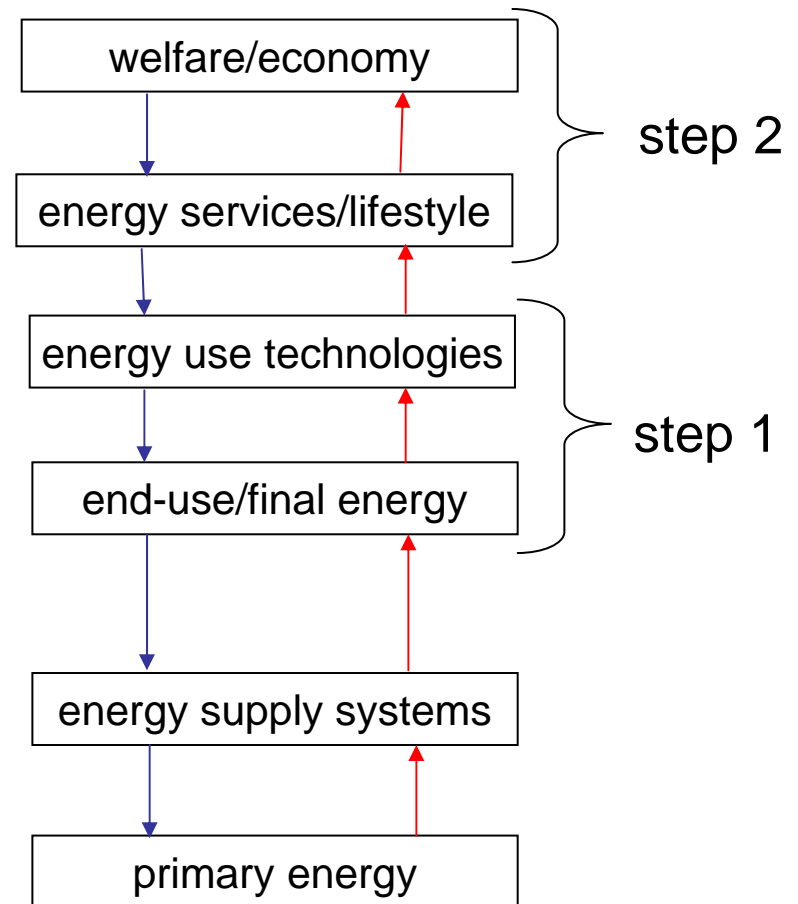 welfare/economy
step 2
energy services/lifestyle
energy use technologies
step 1
end-use/final energy
energy supply systems
primary energy